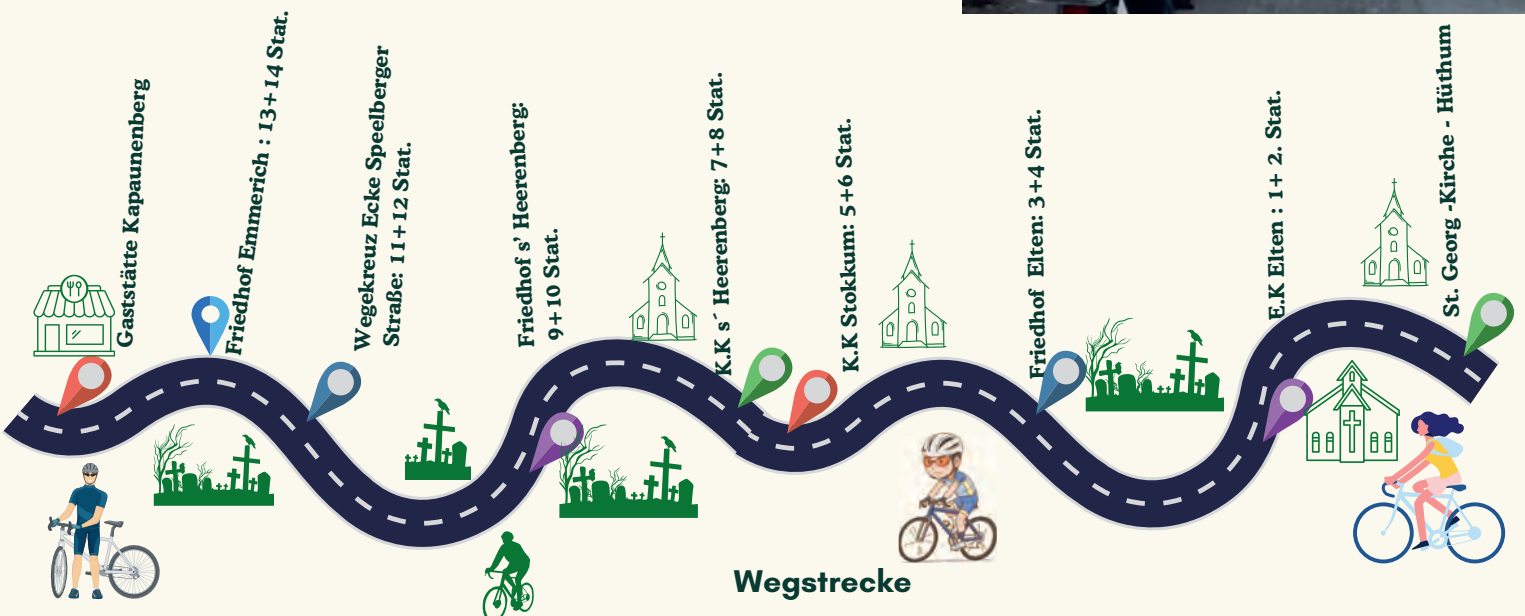 Gaststätte Kapaunenberg
Friedhof Emmerich : 13+14 Stat.
Wegekreuz Ecke Speelberger
Straße: 11+12 Stat.
Friedhof s' Heerenberg:
9+10 Stat.
K.K s´ Heerenberg: 7+8 Stat.
K.K Stokkum: 5+6 Stat.
Friedhof Elten: 3+4 Stat.
E.K Elten : 1+ 2. Stat.
St. Georg -Kirche - Hüthum
Wegstrecke